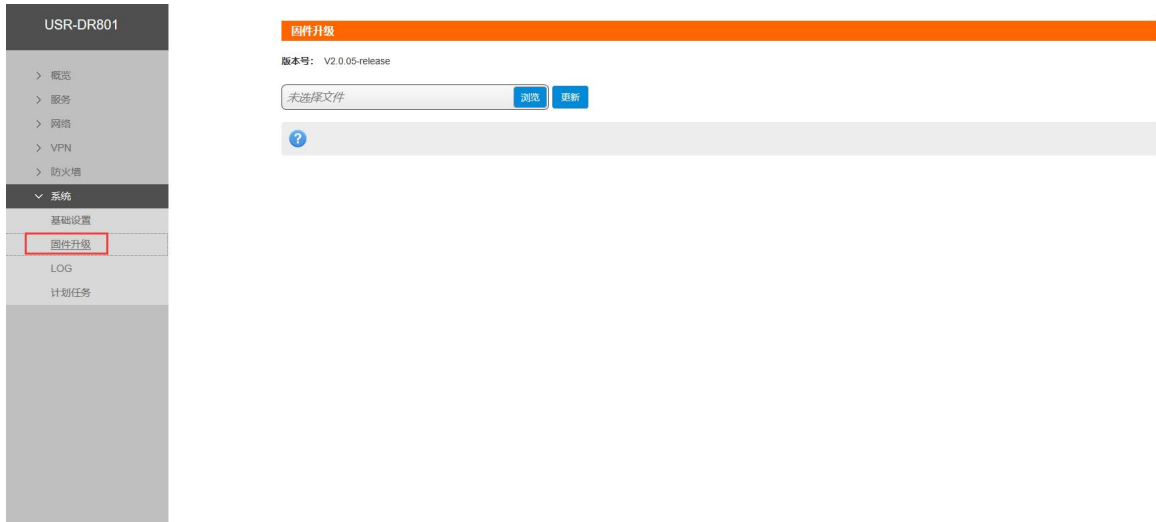 USR-DR801
概览
服务
网络
VPN
防火墙
系统
基础设置
固件升级
LOG
计划任务
固件升级
版本号： V2.0.05-release
未选择文件 浏览 更新
?